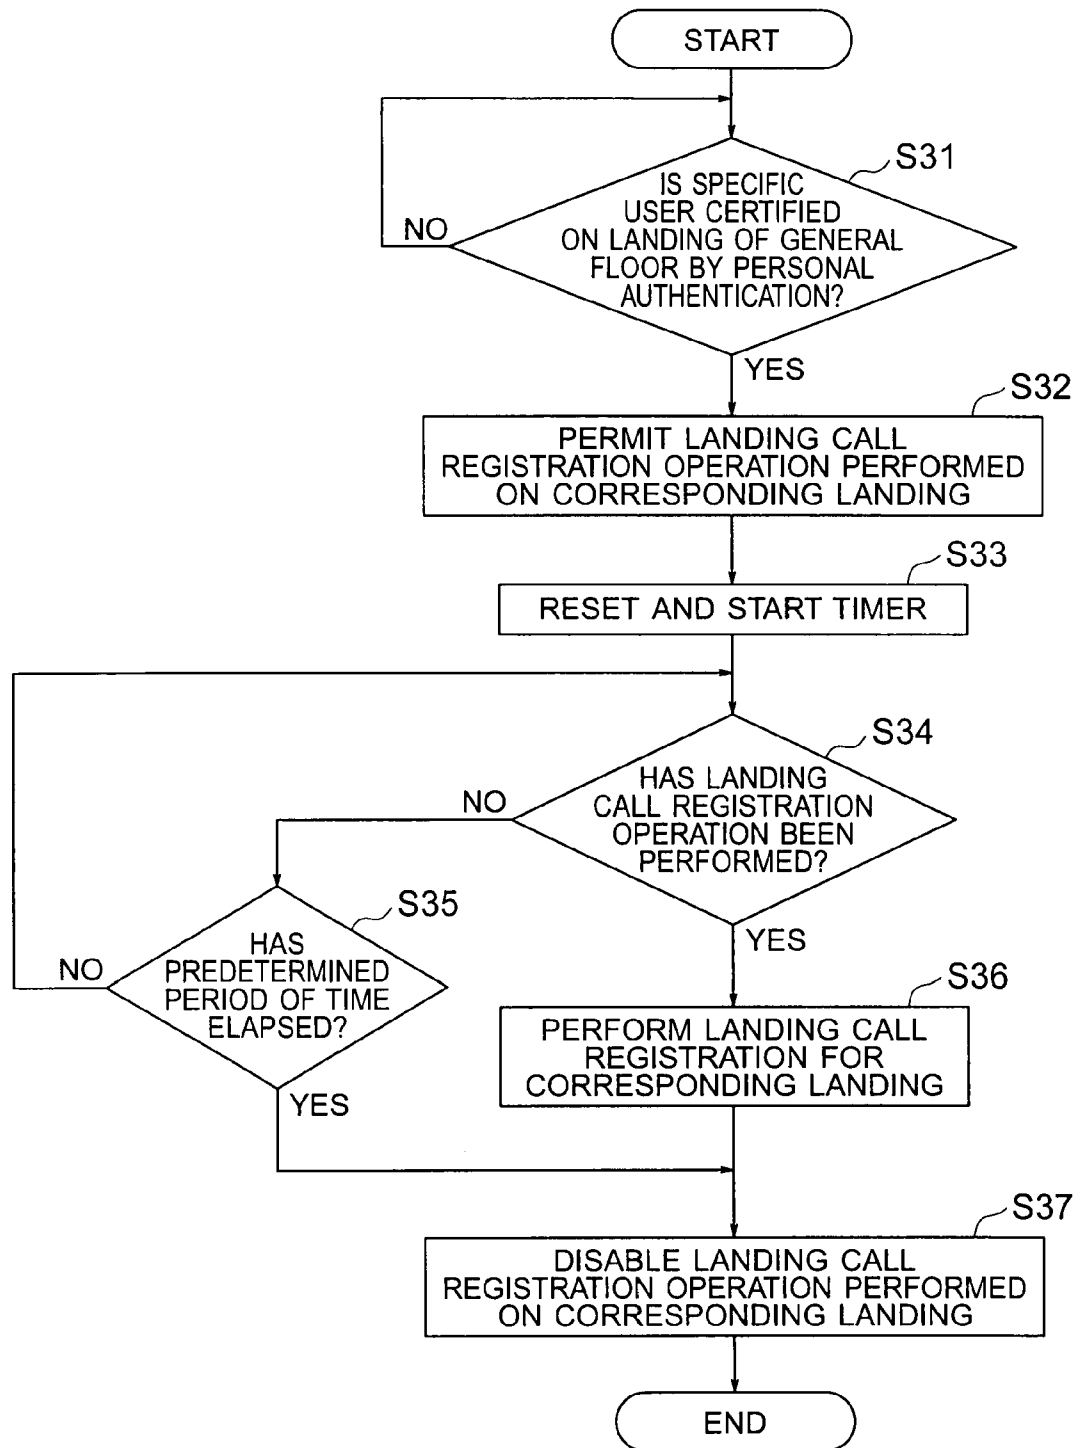 START
S31
IS SPECIFIC
USER CERTIFIED
ON LANDING OF GENERAL
FLOOR BY PERSONAL
AUTHENTICATION?
NO
YES
S32
PERMIT LANDING CALL
REGISTRATION OPERATION PERFORMED
ON CORRESPONDING LANDING
S33
RESET AND START TIMER
S34
HAS LANDING
CALL REGISTRATION
OPERATION BEEN
PERFORMED?
NO
YES
S35
HAS
PREDETERMINED
PERIOD OF TIME
ELAPSED?
NO
YES
S36
PERFORM LANDING CALL
REGISTRATION FOR
CORRESPONDING LANDING
S37
DISABLE LANDING CALL
REGISTRATION OPERATION PERFORMED
ON CORRESPONDING LANDING
END